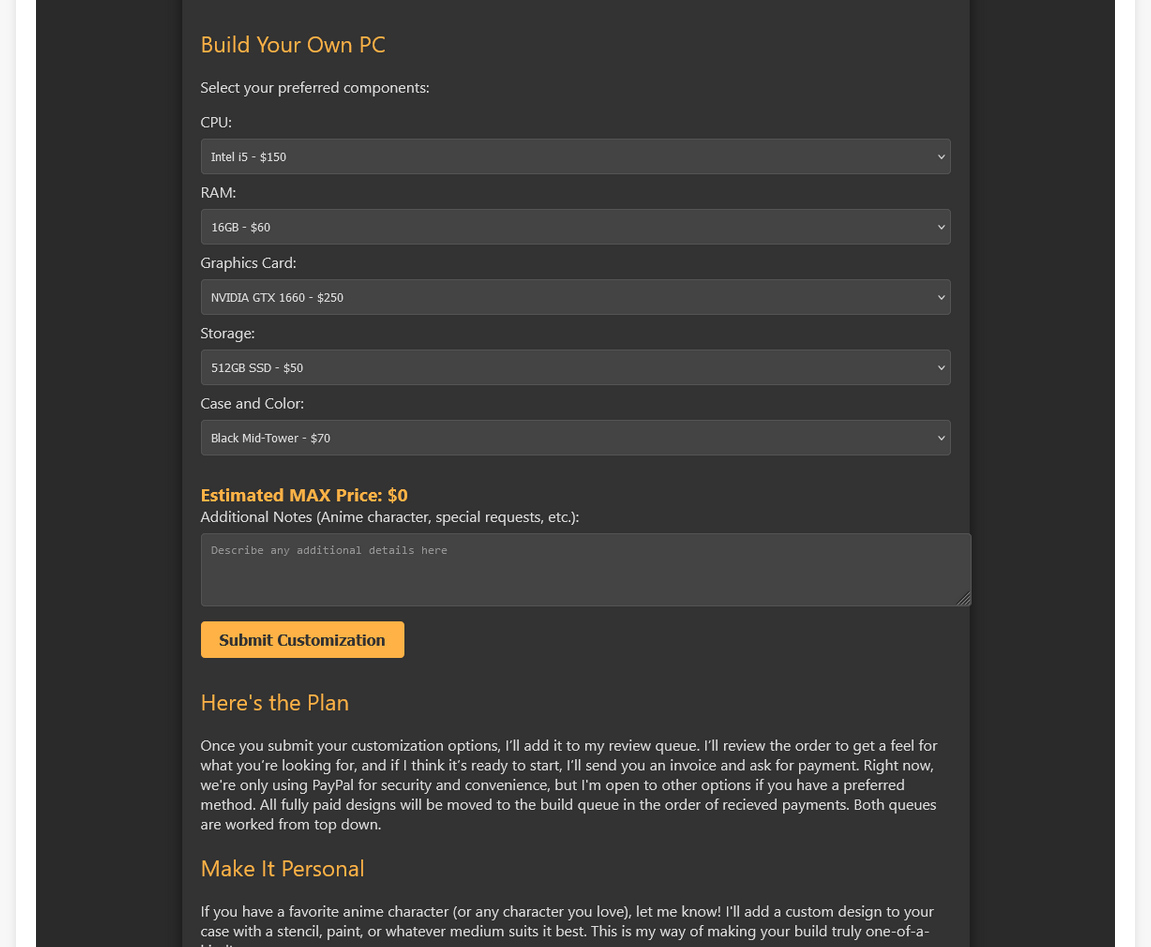 Build Your Own PC
Select your preferred components:
CPU:
Intel i5 - $150
RAM:
16GB - $60
Graphics Card:
NVIDIA GTX 1660 - $250
Storage:
512GB SSD - $50
Case and Color:
Black Mid-Tower - $70
Estimated MAX Price: $0
Additional Notes (Anime character, special requests, etc.):
Describe any additional details here
Submit Customization
Here's the Plan
Once you submit your customization options, I’ll add it to my review queue. I’ll review the order to get a feel for
what you’re looking for, and if I think it’s ready to start, I’ll send you an invoice and ask for payment. Right now,
we're only using PayPal for security and convenience, but I'm open to other options if you have a preferred
method. All fully paid designs will be moved to the build queue in the order of recieved payments. Both queues
are worked from top down.
Make It Personal
If you have a favorite anime character (or any character you love), let me know! I'll add a custom design to your
case with a stencil, paint, or whatever medium suits it best. This is my way of making your build truly one-of-a-